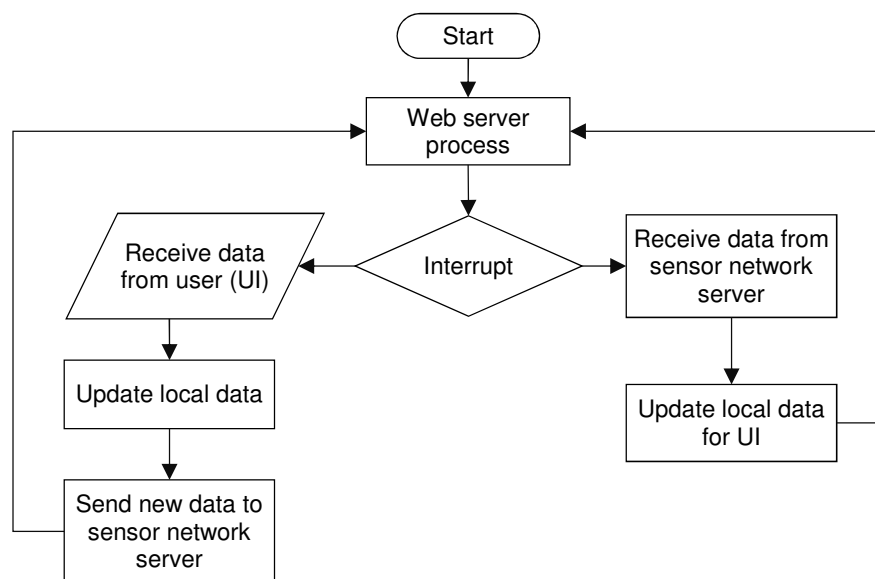 Start
Web server
process
Interrupt
Receive data
from user (UI)
Update local data
Send new data to
sensor network
server
Receive data from
sensor network
server
Update local data
for UI